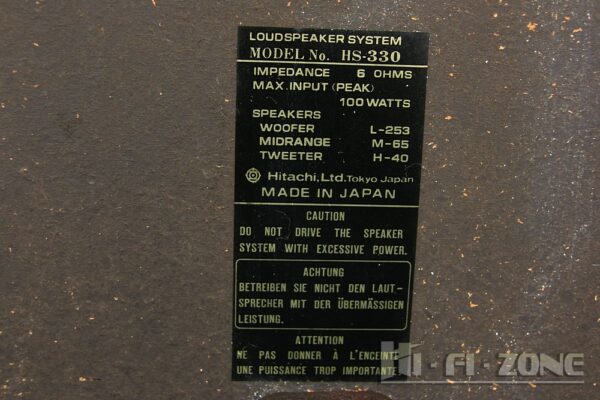 LOUDSPEAKER SYSTEM
MODEL No. HS-330
IMPEDANCE 6 OHMS
MAX. INPUT (PEAK)
100 WATTS
SPEAKERS
WOOFER L-253
MIDRANGE M-65
TWEETER H-40
Hitachi, Ltd. Tokyo Japan
MADE IN JAPAN
CAUTION
DO NOT DRIVE THE SPEAKER
SYSTEM WITH EXCESSIVE POWER.
ACHTUNG
BETREIBEN SIE NICHT DEN LAUT-
SPRECHER MIT DER ÜBERMÄSSIGEN
LEISTUNG.
ATTENTION
NE PAS DONNER À L'ENCEINTE
UNE PUISSANCE TROP IMPORTANTE
HI-FI-ZONE